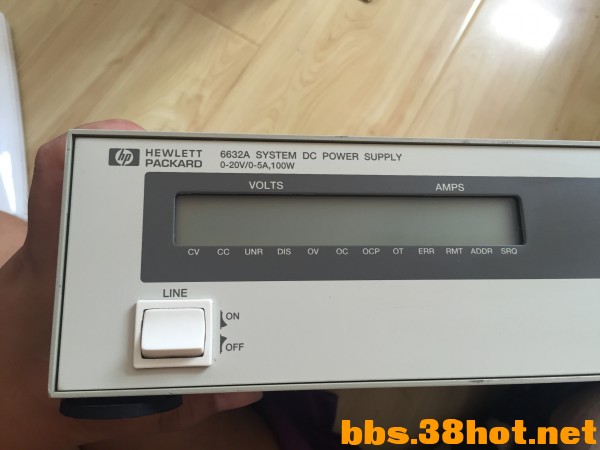 hp HEWLETT PACKARD
6632A SYSTEM DC POWER SUPPLY
0-20V/0-5A,100W
VOLTS AMPS
CV CC UNR DIS OV OC OCP OT ERR RMT ADDR SRQ
LINE
ON
OFF
bbs.38hot.net